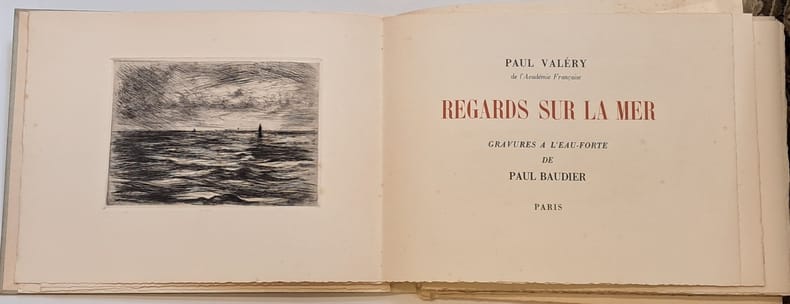 PAUL VALÉRY
de l'Académie Française
REGARDS SUR LA MER
GRAVURES A L'EAU-FORTE
DE
PAUL BAUDIER
PARIS